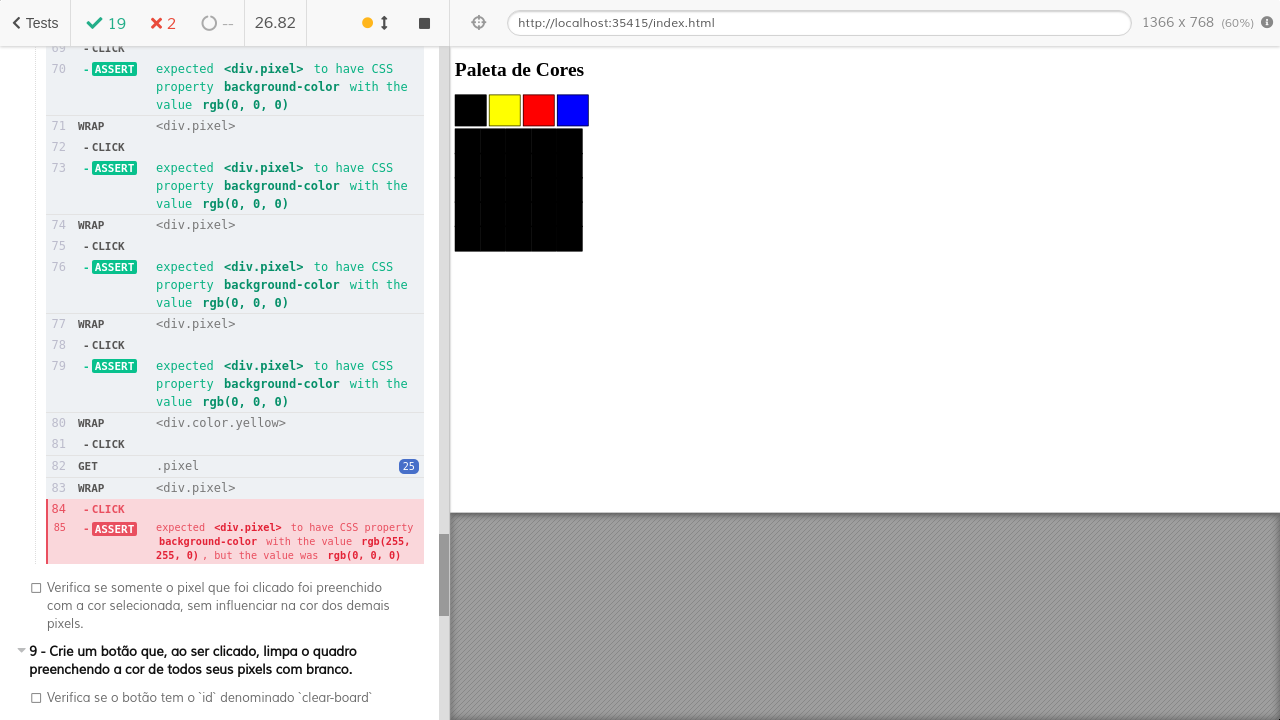 Tests 19 2 -- 26.82 http://localhost:35415/index.html 1366 x 768 (60%)
69 - CLICK
70 - ASSERT expected <div.pixel> to have CSS
property background-color with the
value rgb(0, 0, 0)
71 WRAP <div.pixel>
72 - CLICK
73 - ASSERT expected <div.pixel> to have CSS
property background-color with the
value rgb(0, 0, 0)
74 WRAP <div.pixel>
75 - CLICK
76 - ASSERT expected <div.pixel> to have CSS
property background-color with the
value rgb(0, 0, 0)
77 WRAP <div.pixel>
78 - CLICK
79 - ASSERT expected <div.pixel> to have CSS
property background-color with the
value rgb(0, 0, 0)
80 WRAP <div.color.yellow>
81 - CLICK
82 GET .pixel 25
83 WRAP <div.pixel>
84 - CLICK
85 - ASSERT expected <div.pixel> to have CSS property
background-color with the value rgb(255,
255, 0), but the value was rgb(0, 0, 0)
Verifica se somente o pixel que foi clicado foi preenchido
com a cor selecionada, sem influenciar na cor dos demais
pixels.
9 - Crie um botão que, ao ser clicado, limpa o quadro
preenchendo a cor de todos seus pixels com branco.
Verifica se o botão tem o `id` denominado `clear-board`
Paleta de Cores